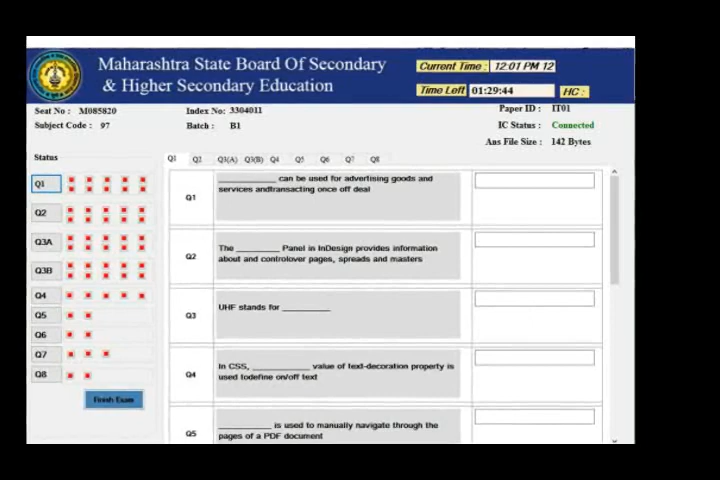 Maharashtra State Board Of Secondary
& Higher Secondary Education
Current Time : 12:01 PM 12
Time Left 01:29:44 HC :
Seat No : M085820 Index No: 3304011 Paper ID : IT01
Subject Code : 97 Batch : B1 IC Status : Connected
Ans File Size : 142 Bytes
Status
Q1 Q2 Q3(A) Q3(B) Q4 Q5 Q6 Q7 Q8
Q1
Q2
Q3A
Q3B
Q4
Q5
Q6
Q7
Q8
Finish Exam
Q1 __________ can be used for advertising goods and
services andtransacting once off deal
Q2 The ________ Panel in InDesign provides information
about and controlover pages, spreads and masters
Q3 UHF stands for _________
Q4 In CSS, ___________ value of text-decoration property is
used todefine on/off text
Q5 __________ is used to manually navigate through the
pages of a PDF document